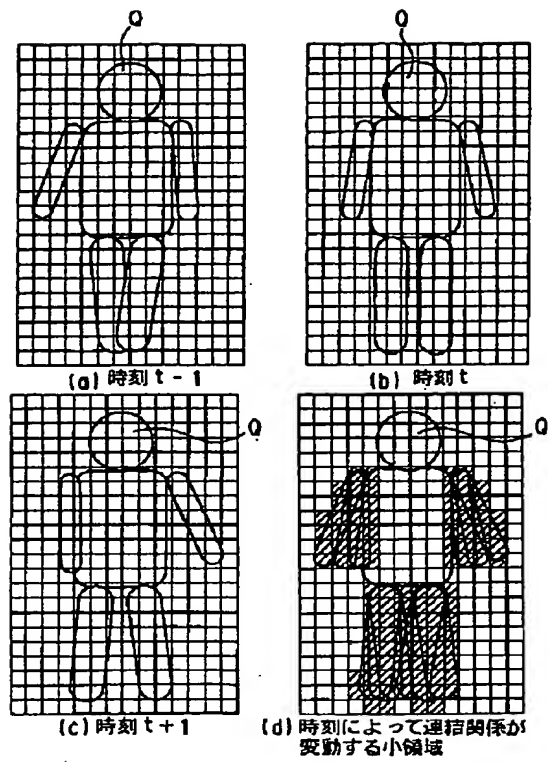 Q
Q
(a) 時刻 t - 1
(b) 時刻 t
Q
Q
(c) 時刻 t + 1
(d) 時刻によって連結関係が
変動する小領域